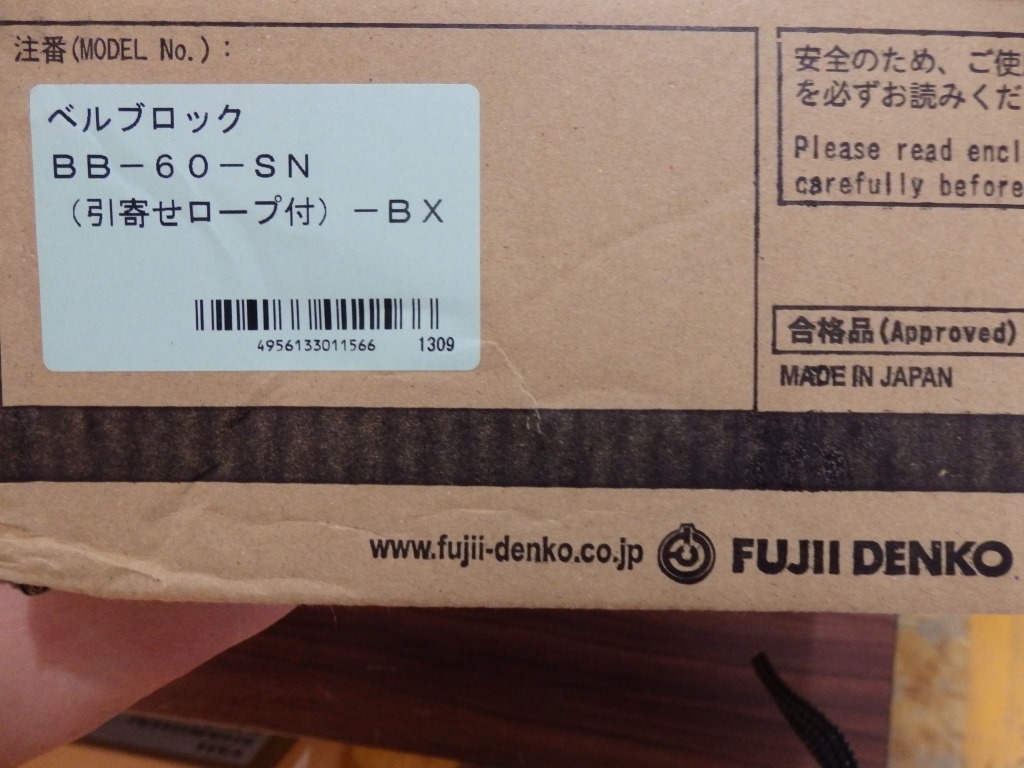 注番(MODEL No.):
ベルブロック
BB-60-SN
(引寄せロープ付)-BX
4956133011566 1309
安全のため、ご使
を必ずお読みくだ
Please read encl
carefully before
合格品(Approved)
MADE IN JAPAN
www.fujii-denko.co.jp FUJII DENKO